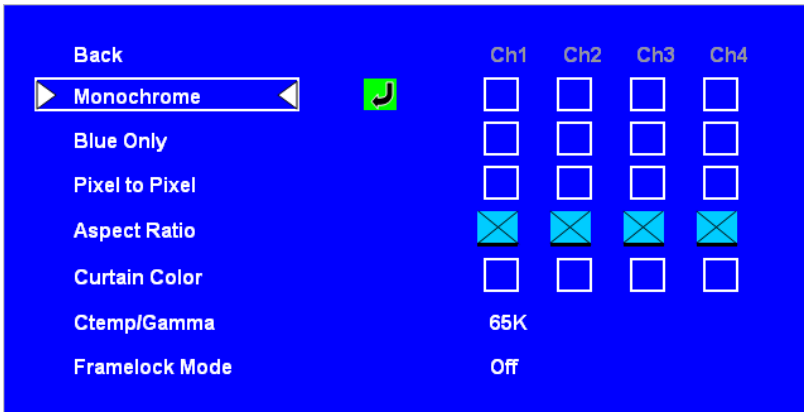 Back Ch1 Ch2 Ch3 Ch4
Monochrome
Blue Only
Pixel to Pixel
Aspect Ratio
Curtain Color
Ctemp/Gamma 65K
Framelock Mode Off